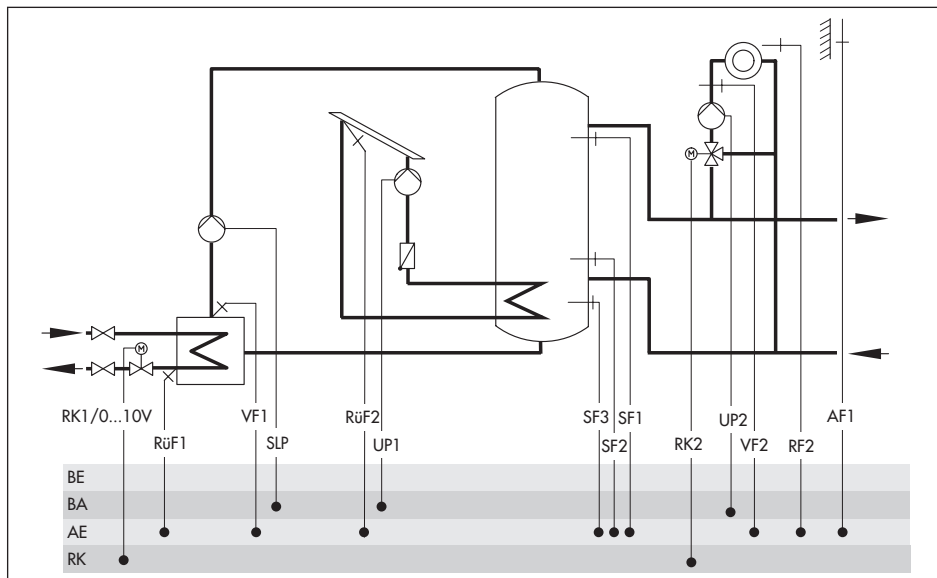 M
M
RK1/0...10V
VF1
RüF2
SF3
SF1
UP2
AF1
RüF1
SLP
UP1
SF2
RK2
VF2
RF2
BE
BA
AE
RK